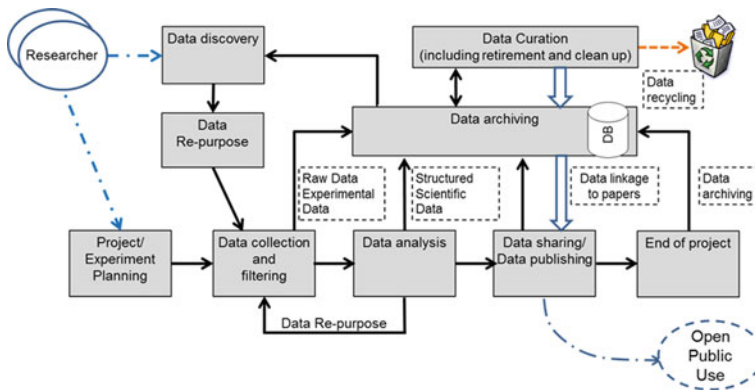 Researcher
Data discovery
Data Curation
(including retirement and clean up)
Data
recycling
Data
Re-purpose
Data archiving
DB
Raw Data
Experimental
Data
Structured
Scientific
Data
Data linkage
to papers
Data
archiving
Project/
Experiment
Planning
Data collection
and
filtering
Data analysis
Data sharing/
Data publishing
End of project
Data Re-purpose
Open
Public
Use